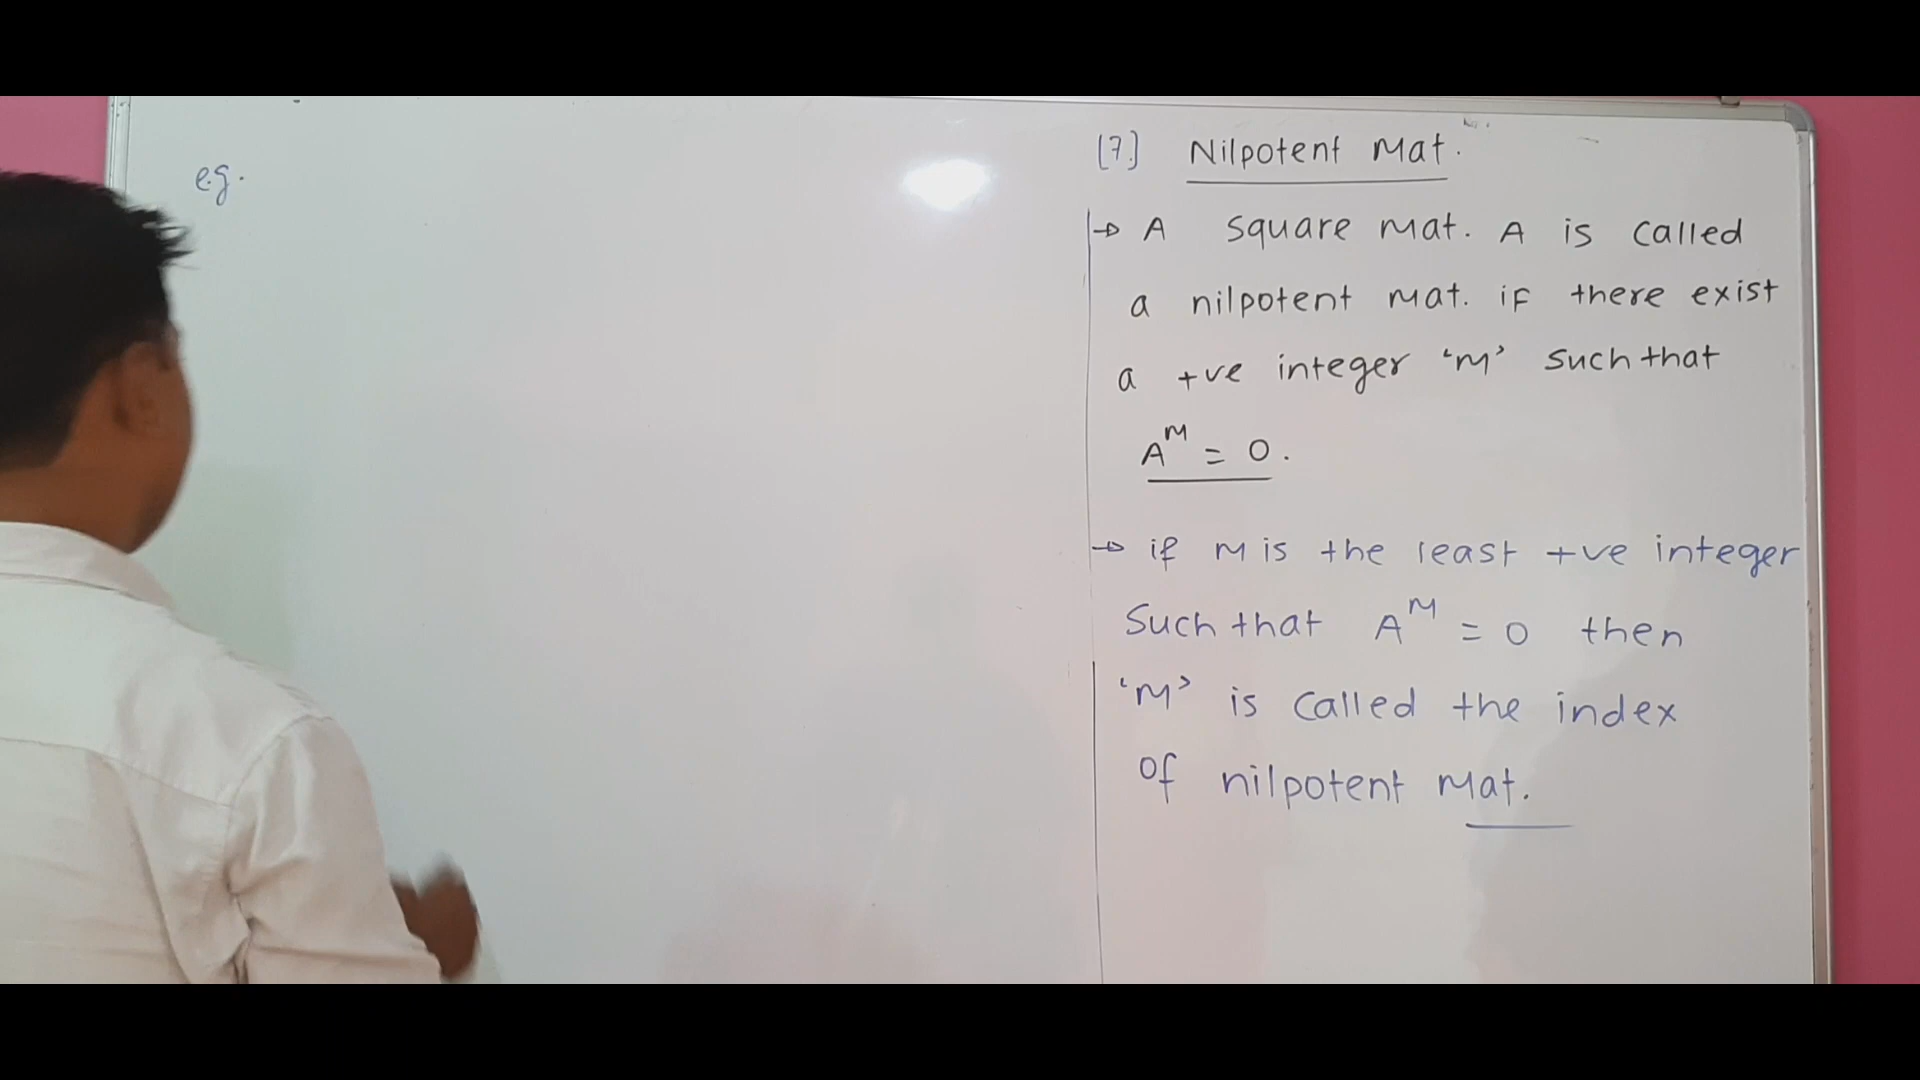 e.g.
[7.] Nilpotent Mat.
→ A square mat. A is called
a nilpotent mat. if there exist
a +ve integer 'm' such that
A^m = 0.
→ if m is the least +ve integer
Such that A^m = 0 then
'm' is called the index
of nilpotent mat.